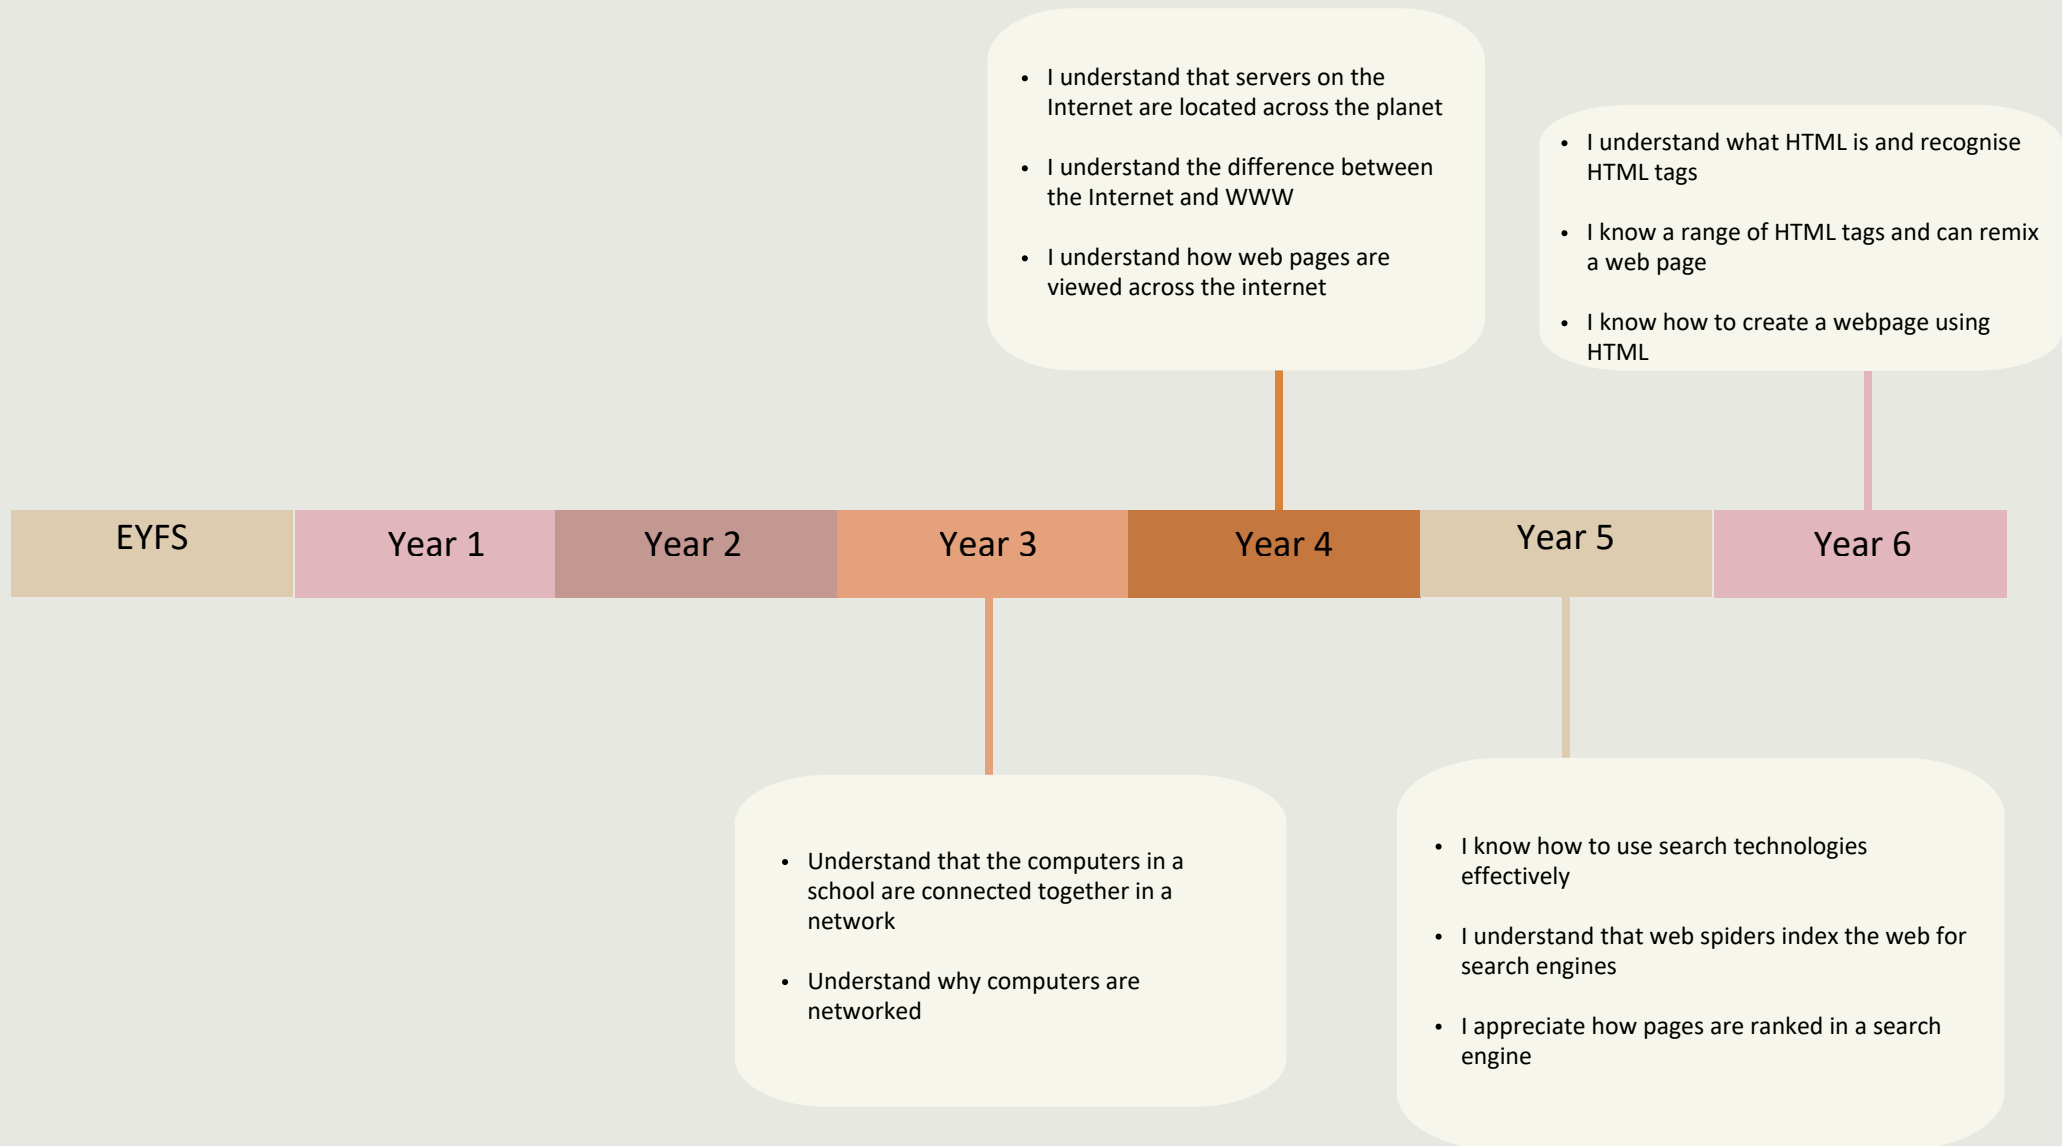 • I understand that servers on the
Internet are located across the planet
• I understand the difference between
the Internet and WWW
• I understand how web pages are
viewed across the internet
• I understand what HTML is and recognise
HTML tags
• I know a range of HTML tags and can remix
a web page
• I know how to create a webpage using
HTML
EYFS
Year 1
Year 2
Year 3
Year 4
Year 5
Year 6
• Understand that the computers in a
school are connected together in a
network
• Understand why computers are
networked
• I know how to use search technologies
effectively
• I understand that web spiders index the web for
search engines
• I appreciate how pages are ranked in a search
engine